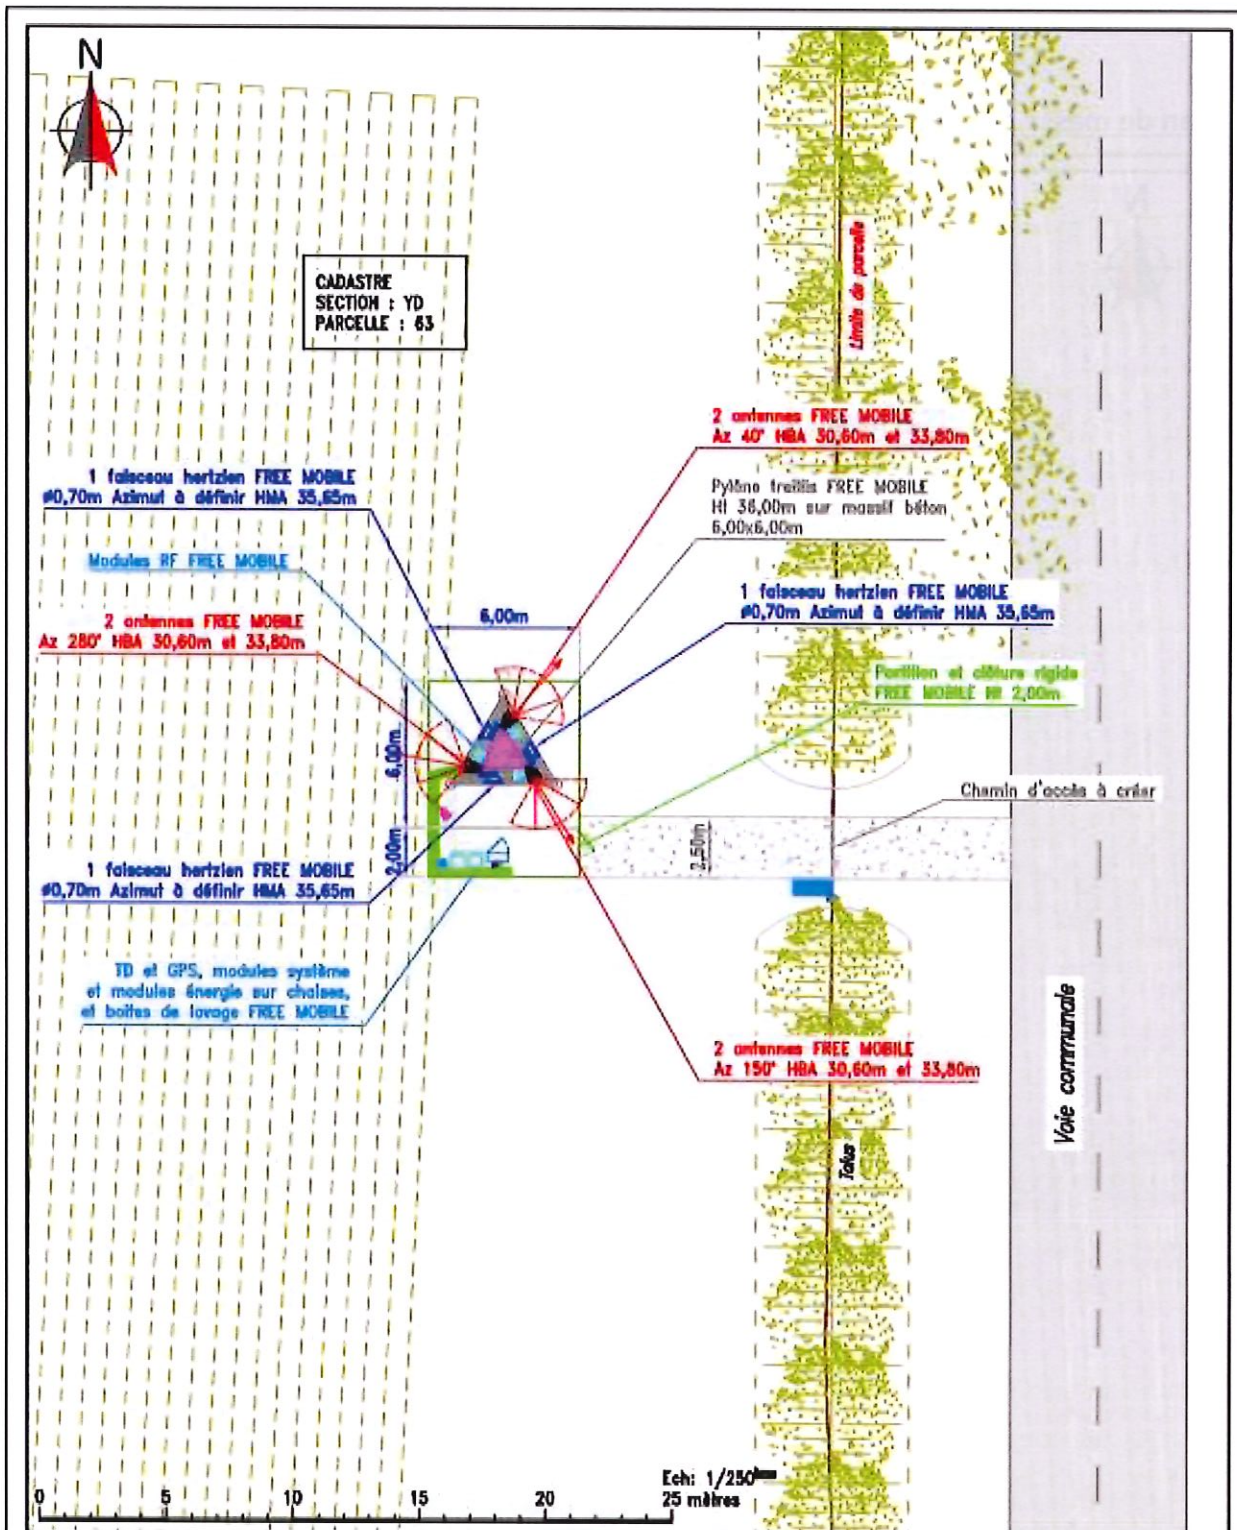 N
CADASTRE
SECTION : YD
PARCELLE : 63
Limite de parcelle
2 antennes FREE MOBILE
Az 40° HBA 30,60m et 33,80m
1 faisceau hertzien FREE MOBILE
ø0,70m Azimut à définir HMA 35,65m
Pylône treillis FREE MOBILE
Ht 36,00m sur massif béton
6,00x6,00m
Modules RF FREE MOBILE
1 faisceau hertzien FREE MOBILE
ø0,70m Azimut à définir HMA 35,65m
2 antennes FREE MOBILE
Az 280° HBA 30,60m et 33,80m
6,00m
Portillon et clôture rigide
FREE MOBILE Ht 2,00m
6,00m
Chemin d'accès à créer
2,50m
2,00m
1 faisceau hertzien FREE MOBILE
ø0,70m Azimut à définir HMA 35,65m
TD et GPS, modules système
et modules énergie sur chaises,
et boites de lovage FREE MOBILE
2 antennes FREE MOBILE
Az 150° HBA 30,60m et 33,80m
Voie communale
Talus
Ech: 1/250ème
0 5 10 15 20 25 mètres